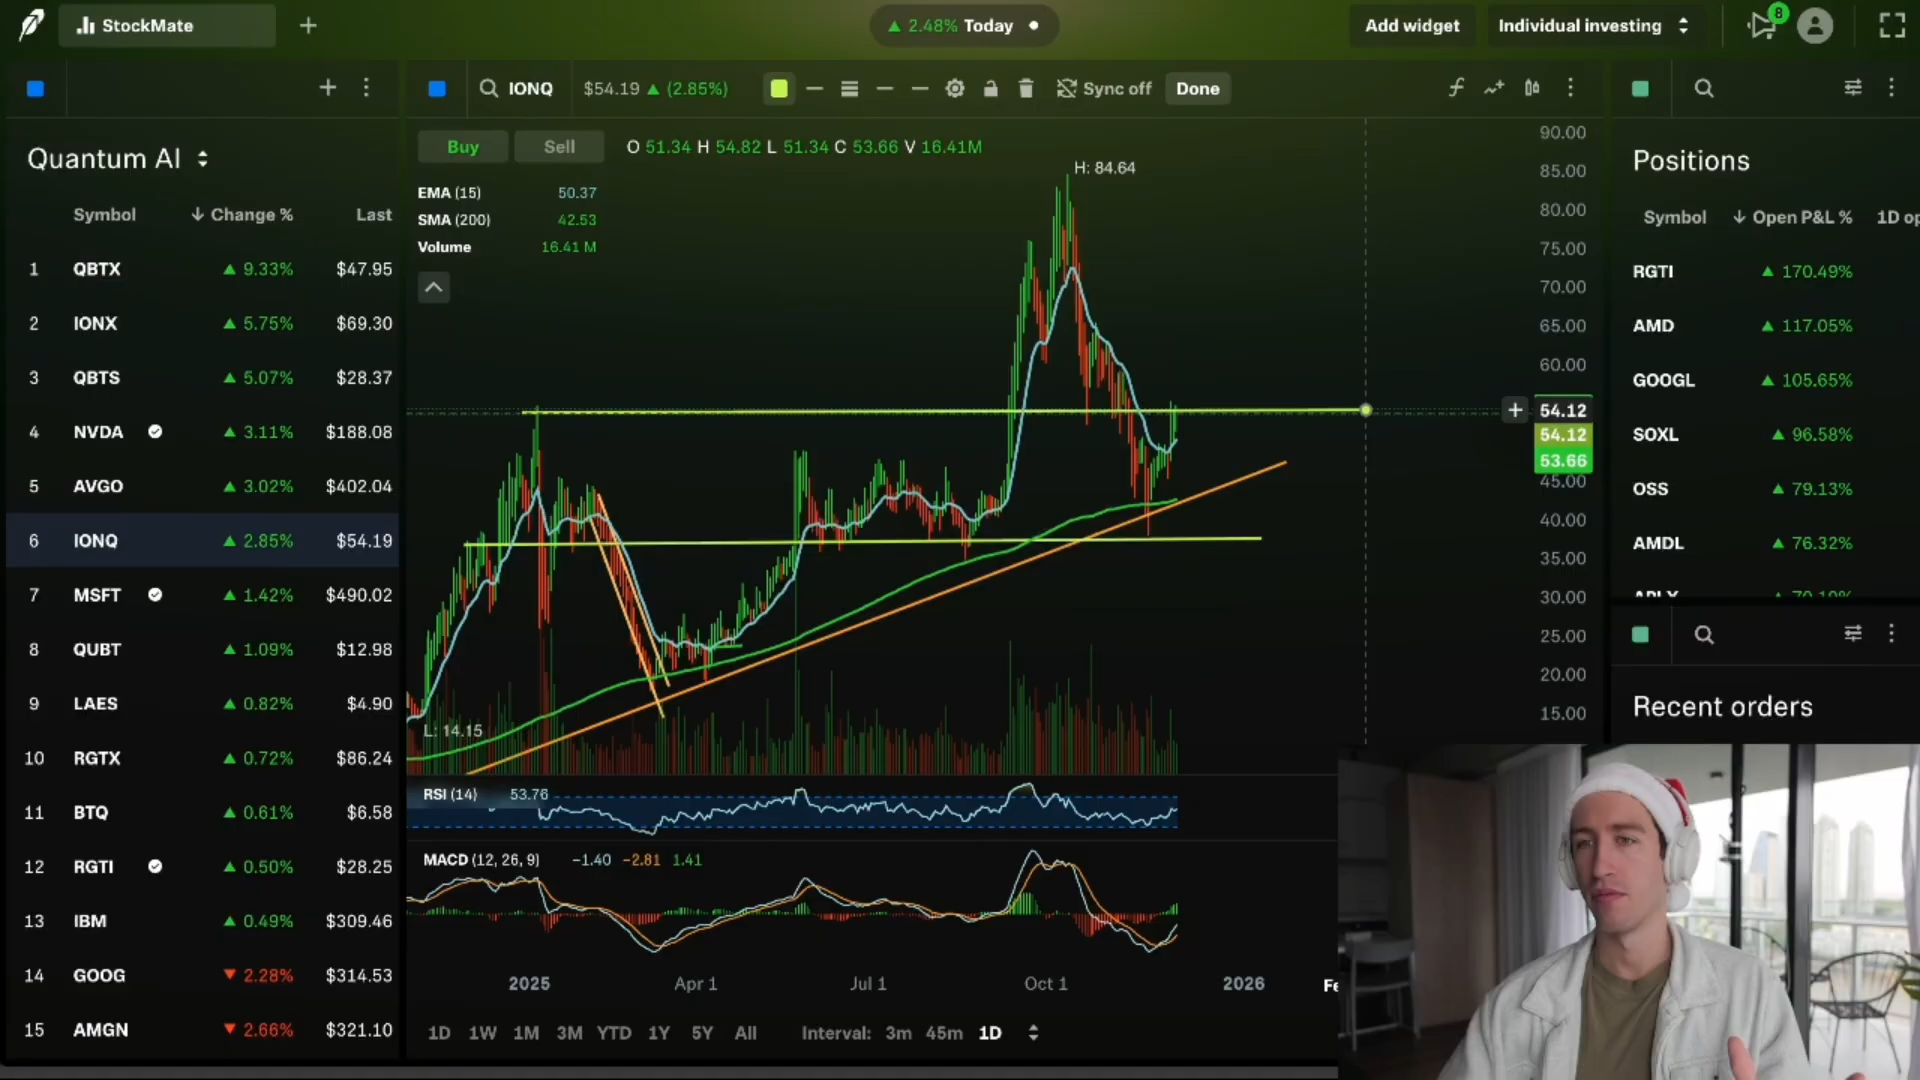 StockMate
2.48% Today
Add widget
Individual investing
8
IONQ
$54.19 (2.85%)
Sync off
Done
Quantum AI
Symbol Change % Last
1 QBTX 9.33% $47.95
2 IONX 5.75% $69.30
3 QBTS 5.07% $28.37
4 NVDA 3.11% $188.08
5 AVGO 3.02% $402.04
6 IONQ 2.85% $54.19
7 MSFT 1.42% $490.02
8 QUBT 1.09% $12.98
9 LAES 0.82% $4.90
10 RGTX 0.72% $86.24
11 BTQ 0.61% $6.58
12 RGTI 0.50% $28.25
13 IBM 0.49% $309.46
14 GOOG 2.28% $314.53
15 AMGN 2.66% $321.10
Buy
Sell
O 51.34 H 54.82 L 51.34 C 53.66 V 16.41M
EMA (15) 50.37
SMA (200) 42.53
Volume 16.41 M
H: 84.64
L: 14.15
90.00
85.00
80.00
75.00
70.00
65.00
60.00
54.12
54.12
53.66
45.00
40.00
35.00
30.00
25.00
20.00
15.00
RSI (14) 53.76
MACD (12, 26, 9) −1.40 −2.81 1.41
2025 Apr 1 Jul 1 Oct 1 2026 Fe
1D 1W 1M 3M YTD 1Y 5Y All Interval: 3m 45m 1D
Positions
Symbol Open P&L % 1D op
RGTI 170.49%
AMD 117.05%
GOOGL 105.65%
SOXL 96.58%
OSS 79.13%
AMDL 76.32%
Recent orders